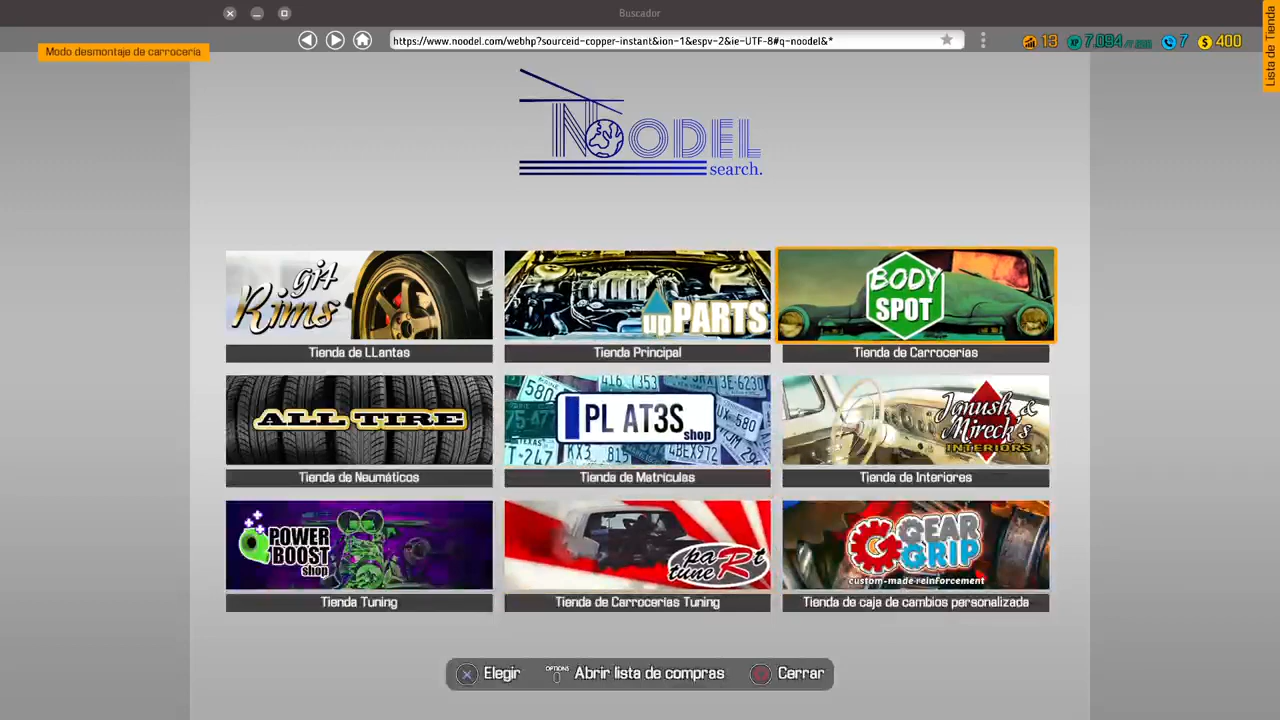 Buscador
Modo desmontaje de carrocería
https://www.noodel.com/webhp?sourceid-copper-instant&ion-1&espv-2&ie-UTF-8#q-noodel&*
13
XP 7.094
7
$ 400
Lista de Tienda
NOODEL
search.
gi4
Rims
upPARTS
BODY
SPOT
Tienda de LLantas
Tienda Principal
Tienda de Carrocerías
ALL TIRE
PL AT3S
shop
Janush &
Mireck's
INTERIORS
Tienda de Neumáticos
Tienda de Matrículas
Tienda de Interiores
POWER
BOOST
shop
paRt
tuneR
GEAR
GRIP
custom-made reinforcement
Tienda Tuning
Tienda de Carrocerías Tuning
Tienda de caja de cambios personalizada
Elegir
OPTIONS
Abrir lista de compras
Cerrar